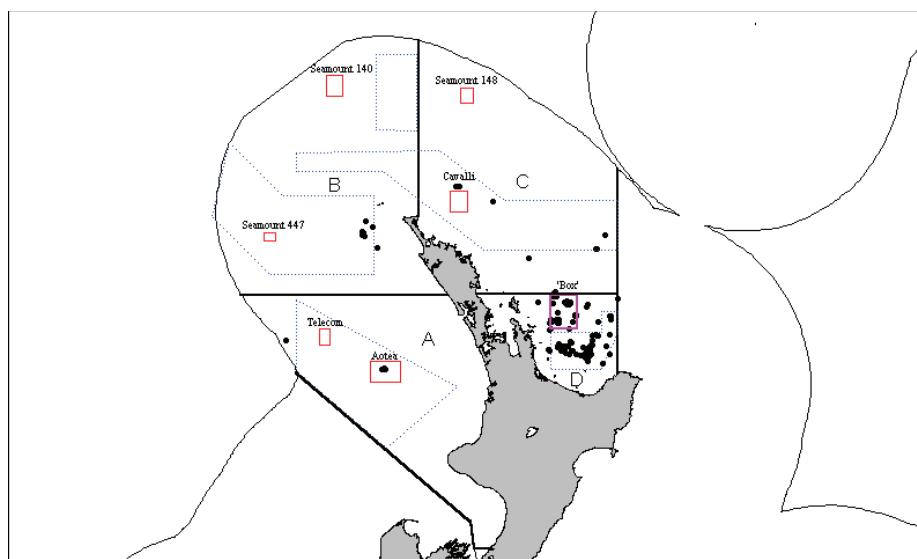 Seamount 140
Seamount 148
Cavalli
B
C
Seamount 447
'Box'
Telecom
A
Aotea
D